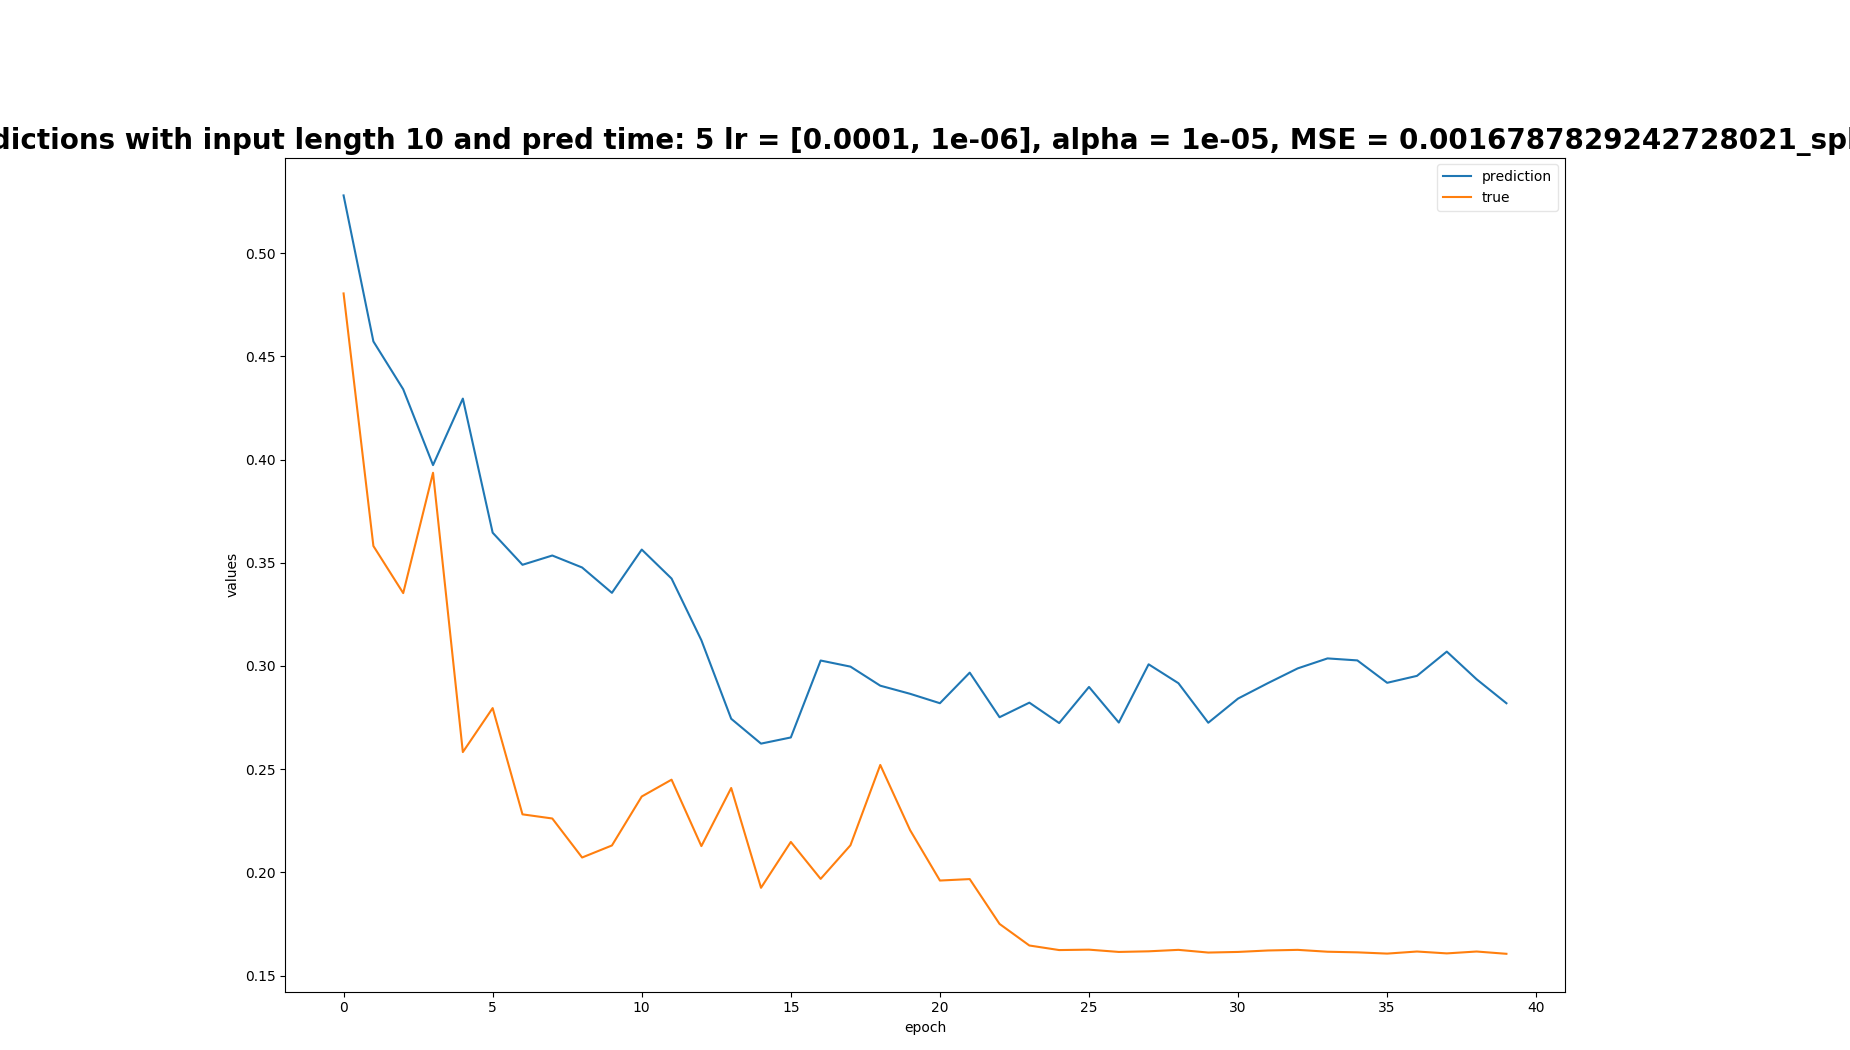 dictions with input length 10 and pred time: 5 lr = [0.0001, 1e-06], alpha = 1e-05, MSE = 0.0016787829242728021_spl
prediction
true
0.50
0.45
0.40
0.35
0.30
0.25
0.20
0.15
values
0 5 10 15 20 25 30 35 40
epoch